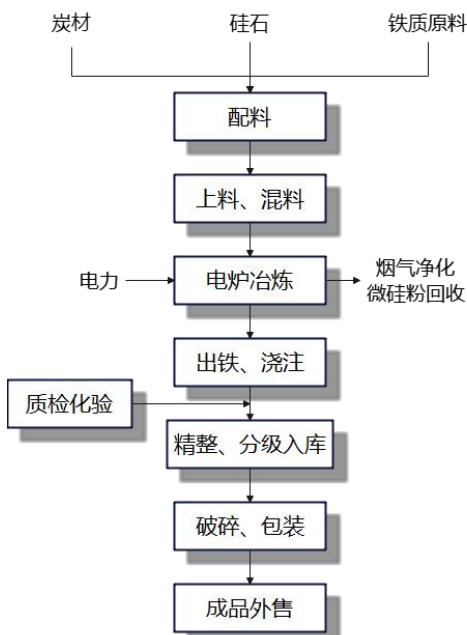 炭材
硅石
铁质原料
配料
上料、混料
电力
电炉冶炼
烟气净化
微硅粉回收
出铁、浇注
质检化验
精整、分级入库
破碎、包装
成品外售